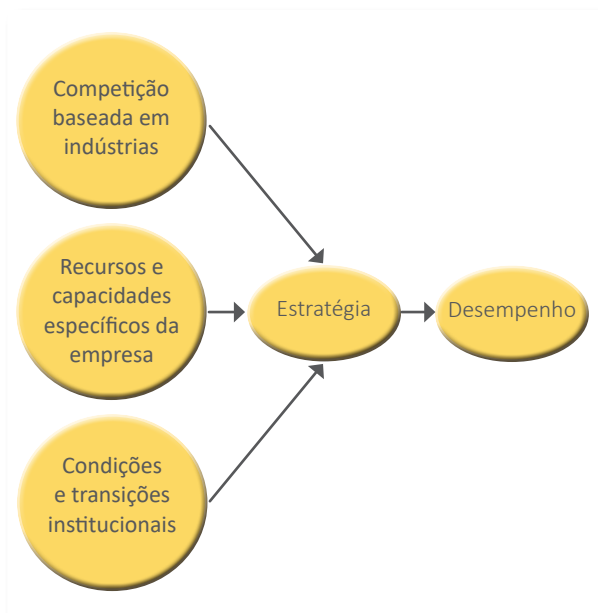 Competição
baseada em
indústrias
Recursos e
capacidades
específicos da
empresa
Estratégia
Desempenho
Condições
e transições
institucionais